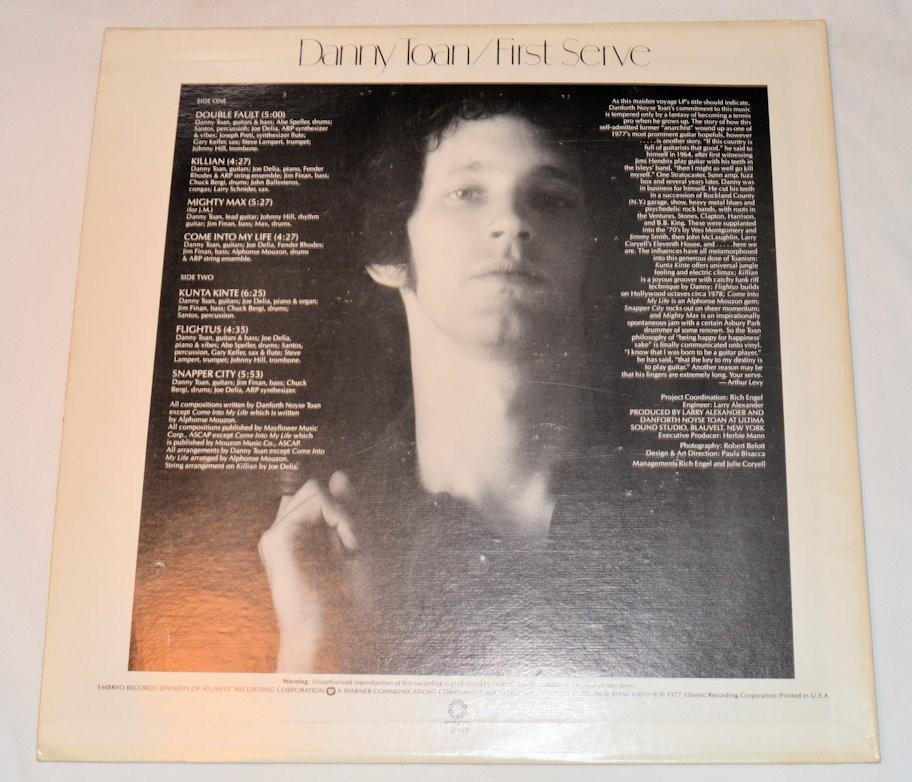 Danny Toan/First Serve
SIDE ONE
DOUBLE FAULT (5:00)
Danny Toan, guitars & bass; Abe Speller, drums;
Santos, percussion; Joe Delia, ARP synthesizer
& vibes; Joseph Preti, synthesizer flute;
Gary Keller, sax; Steve Lampert, trumpet;
Johnny Hill, trombone.
KILLIAN (4:27)
Danny Toan, guitars; Joe Delia, piano, Fender
Rhodes & ARP string ensemble; Jim Finan, bass;
Chuck Bergi, drums; John Ballesteros,
congas; Larry Schnider, sax.
MIGHTY MAX (5:27)
(for J.M.)
Danny Toan, lead guitar; Johnny Hill, rhythm
guitar; Jim Finan, bass; Max, drums.
COME INTO MY LIFE (4:27)
Danny Toan, guitars; Joe Delia, Fender Rhodes;
Jim Finan, bass; Alphonse Mouzon, drums
& ARP string ensemble.
SIDE TWO
KUNTA KINTE (6:25)
Danny Toan, guitars; Joe Delia, piano & organ;
Jim Finan, bass; Chuck Bergi, drums;
Santos, percussion.
FLIGHTUS (4:35)
Danny Toan, guitars & bass; Joe Delia,
piano & vibes; Abe Speller, drums; Santos,
percussion, Gary Keller, sax & flute; Steve
Lampert, trumpet; Johnny Hill, trombone.
SNAPPER CITY (5:53)
Danny Toan, guitars; Jim Finan, bass; Chuck
Bergi, drums; Joe Delia, ARP synthesizer.
All compositions written by Danforth Noyse Toan
except Come Into My Life which is written
by Alphonse Mouzon.
All compositions published by Mayflower Music
Corp., ASCAP except Come Into My Life which
is published by Mouzon Music Co., ASCAP.
All arrangements by Danny Toan except Come Into
My Life arranged by Alphonse Mouzon.
String arrangement on Killian by Joe Delia.
As this maiden voyage LP's title should indicate,
Danforth Noyse Toan's commitment to this music
is tempered only by a fantasy of becoming a tennis
pro when he grows up. The story of how this
self-admitted former "anarchist" wound up as one of
1977's most prominent guitar hopefuls, however
.....is another story. "If this country is
full of guitarists that good," he said to
himself in 1964, after first witnessing
Jimi Hendrix play guitar with his teeth in
the Isleys' band, "then I might as well go kill
myself." One Stratocaster, Sunn amp, fuzz
box and several years later, Danny was
in business for himself. He cut his teeth
in a succession of Rockland County
(N.Y.) garage, show, heavy metal blues and
psychedelic rock bands, with roots in
the Ventures, Stones, Clapton, Harrison,
and B.B. King. These were supplanted
into the '70's by Wes Montgomery and
Jimmy Smith, then John McLaughlin, Larry
Coryell's Eleventh House, and.....here we
are. The influences have all metamorphosed
into this generous dose of Toanism:
Kunta Kinte offers universal jungle
feeling and electric climax; Killian
is a joyous groover with catchy funk riff
technique by Danny; Flightus builds
on Hollywood octaves circa 1978; Come Into
My Life is an Alphonse Mouzon gem;
Snapper City rocks out on sheer momentum;
and Mighty Max is an inspirationally
spontaneous jam with a certain Asbury Park
drummer of some renown. So the Toan
philosophy of "being happy for happiness'
sake" is finally communicated onto vinyl.
"I know that I was born to be a guitar player,"
he has said, "that the key to my destiny is
to play guitar." Another reason may be
that his fingers are extremely long. Your serve.
— Arthur Levy
Project Coordination: Rich Engel
Engineer: Larry Alexander
PRODUCED BY LARRY ALEXANDER AND
DANFORTH NOYSE TOAN AT ULTIMA
SOUND STUDIO, BLAUVELT, NEW YORK
Executive Producer: Herbie Mann
Photography: Robert Belott
Design & Art Direction: Paula Bisacca
Management: Rich Engel and Julie Coryell
Warning: Unauthorized reproduction of this recording is prohibited by
EMBRYO RECORDS/DIVISION OF ATLANTIC RECORDING CORPORATION A WARNER COMMUNICATIONS COMPANY ℗ © 1977 Atlantic Recording Corporation/Printed in U.S.A